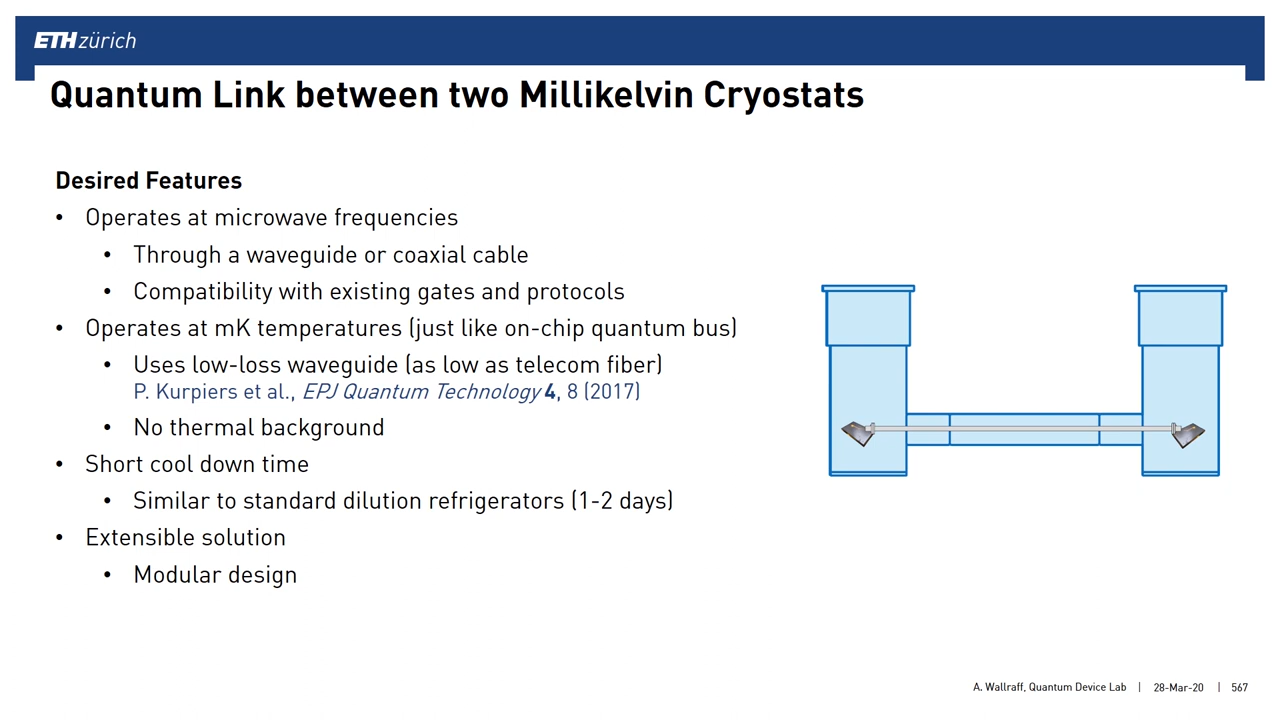 ETH zürich
Quantum Link between two Millikelvin Cryostats
Desired Features
• Operates at microwave frequencies
• Through a waveguide or coaxial cable
• Compatibility with existing gates and protocols
• Operates at mK temperatures (just like on-chip quantum bus)
• Uses low-loss waveguide (as low as telecom fiber)
P. Kurpiers et al., EPJ Quantum Technology 4, 8 (2017)
• No thermal background
• Short cool down time
• Similar to standard dilution refrigerators (1-2 days)
• Extensible solution
• Modular design
A. Wallraff, Quantum Device Lab | 28-Mar-20 | 567